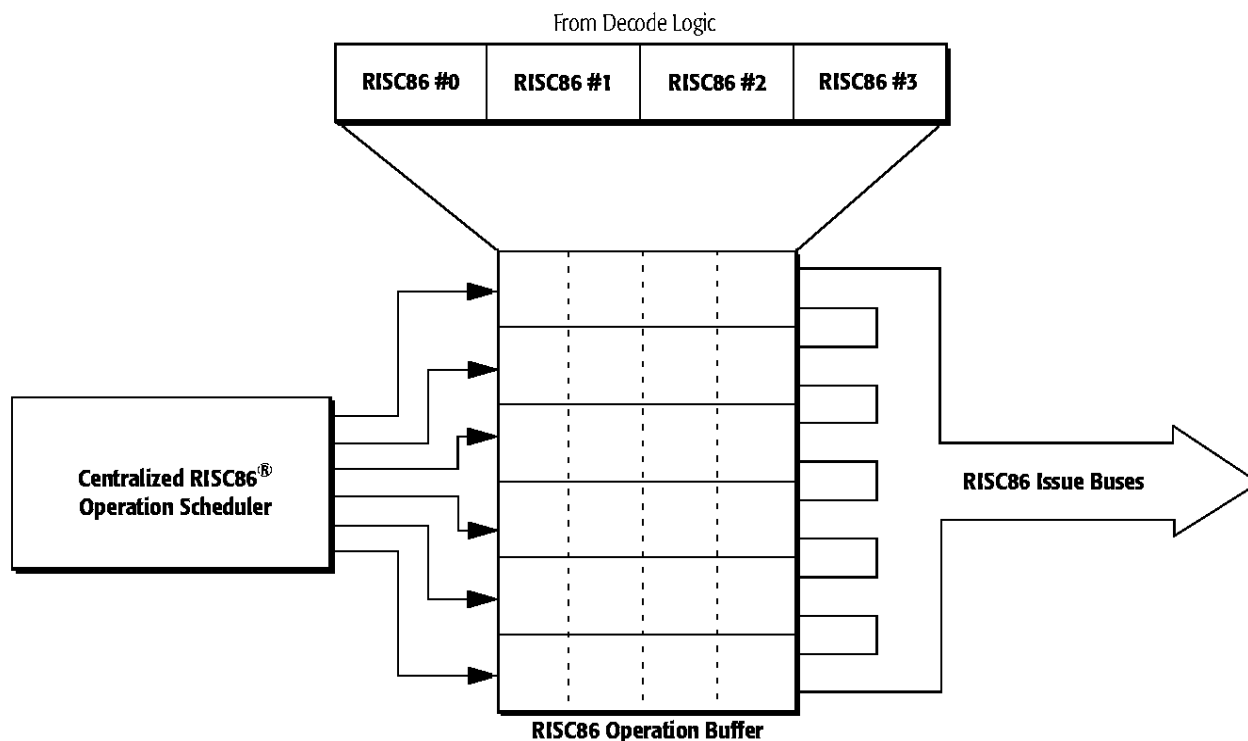 From Decode Logic
RISC86 #0
RISC86 #1
RISC86 #2
RISC86 #3
Centralized RISC86®
Operation Scheduler
RISC86 Issue Buses
RISC86 Operation Buffer